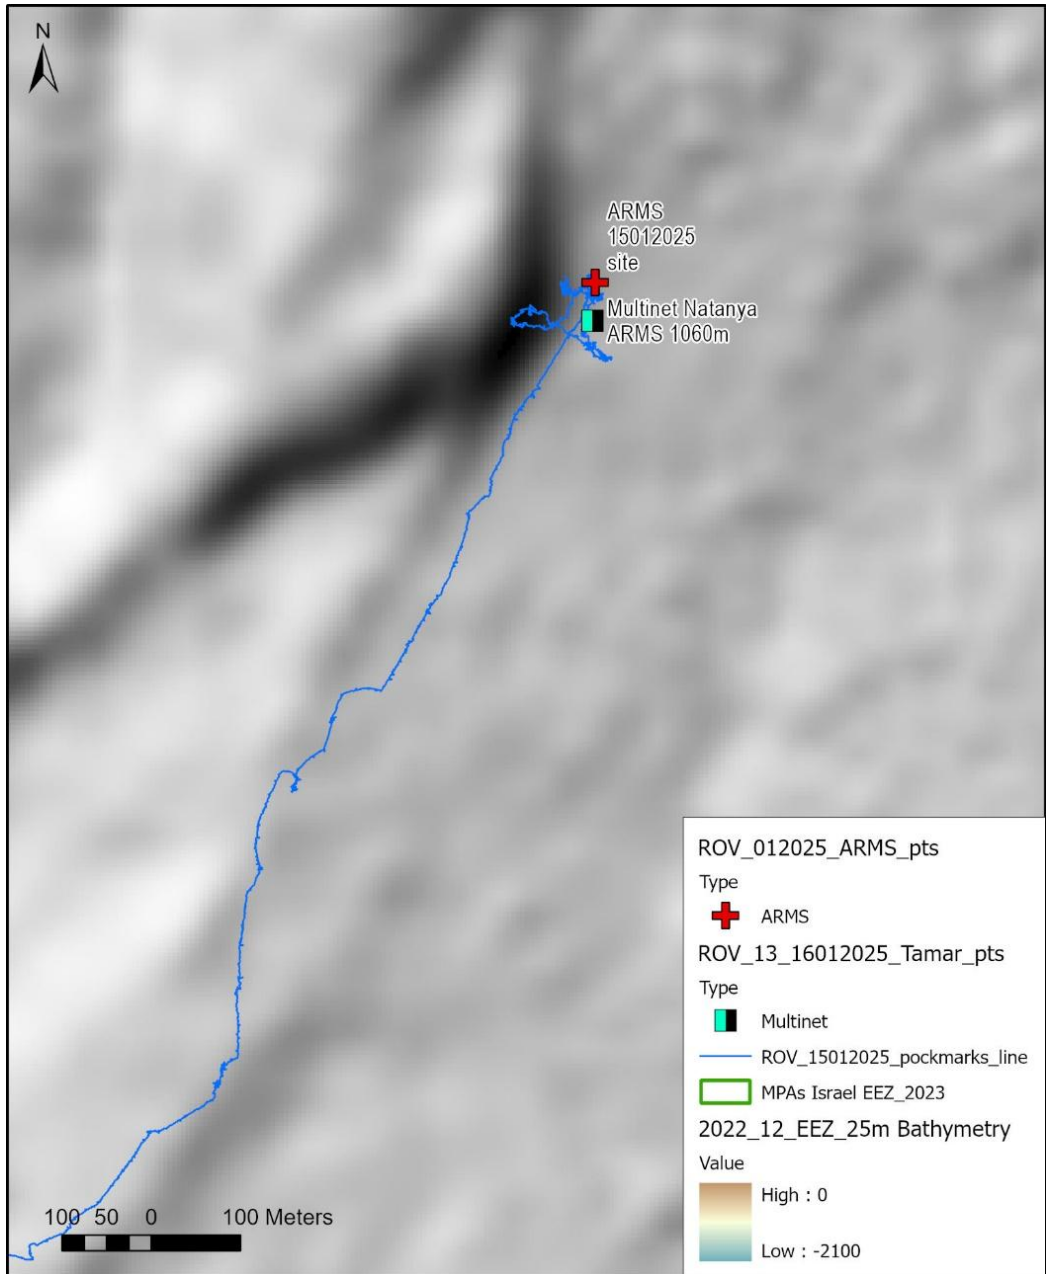 N
ARMS
15012025
site
Multinet Natanya
ARMS 1060m
100 50 0 100 Meters
ROV_012025_ARMS_pts
Type
ARMS
ROV_13_16012025_Tamar_pts
Type
Multinet
ROV_15012025_pockmarks_line
MPAs Israel EEZ_2023
2022_12_EEZ_25m Bathymetry
Value
High : 0
Low : -2100